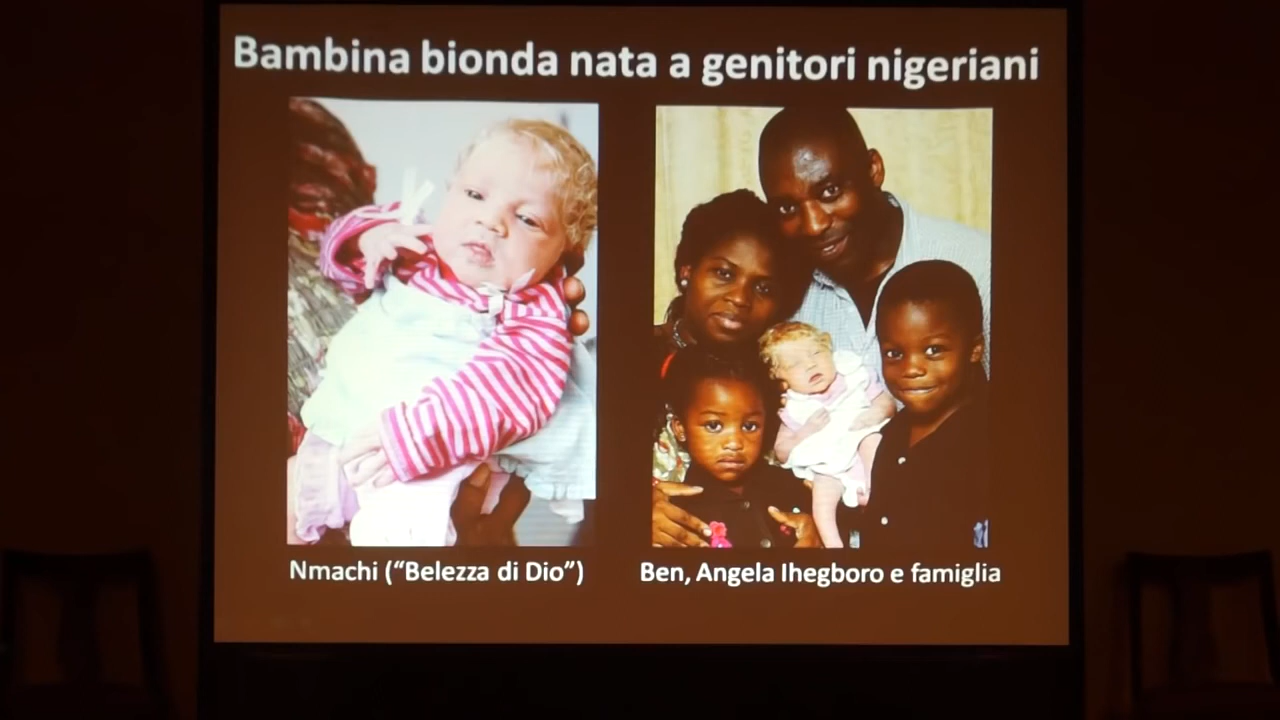 Bambina bionda nata a genitori nigeriani
Nmachi (“Belezza di Dio”)
Ben, Angela Ihegboro e famiglia